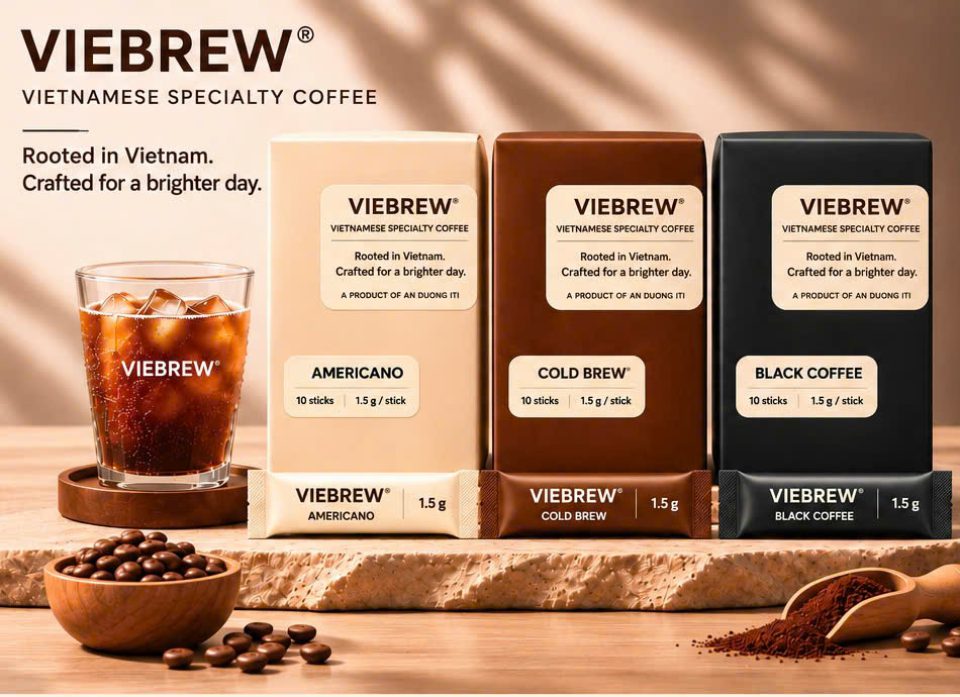 VIEBREW®
VIETNAMESE SPECIALTY COFFEE
Rooted in Vietnam.
Crafted for a brighter day.
VIEBREW®
VIEBREW®
VIETNAMESE SPECIALTY COFFEE
Rooted in Vietnam.
Crafted for a brighter day.
A PRODUCT OF AN DUONG ITI
AMERICANO
10 sticks | 1.5 g / stick
VIEBREW®
AMERICANO
1.5 g
VIEBREW®
VIETNAMESE SPECIALTY COFFEE
Rooted in Vietnam.
Crafted for a brighter day.
A PRODUCT OF AN DUONG ITI
COLD BREW®
10 sticks | 1.5 g / stick
VIEBREW®
COLD BREW
1.5 g
VIEBREW®
VIETNAMESE SPECIALTY COFFEE
Rooted in Vietnam.
Crafted for a brighter day.
A PRODUCT OF AN DUONG ITI
BLACK COFFEE
10 sticks | 1.5 g / stick
VIEBREW®
BLACK COFFEE
1.5 g